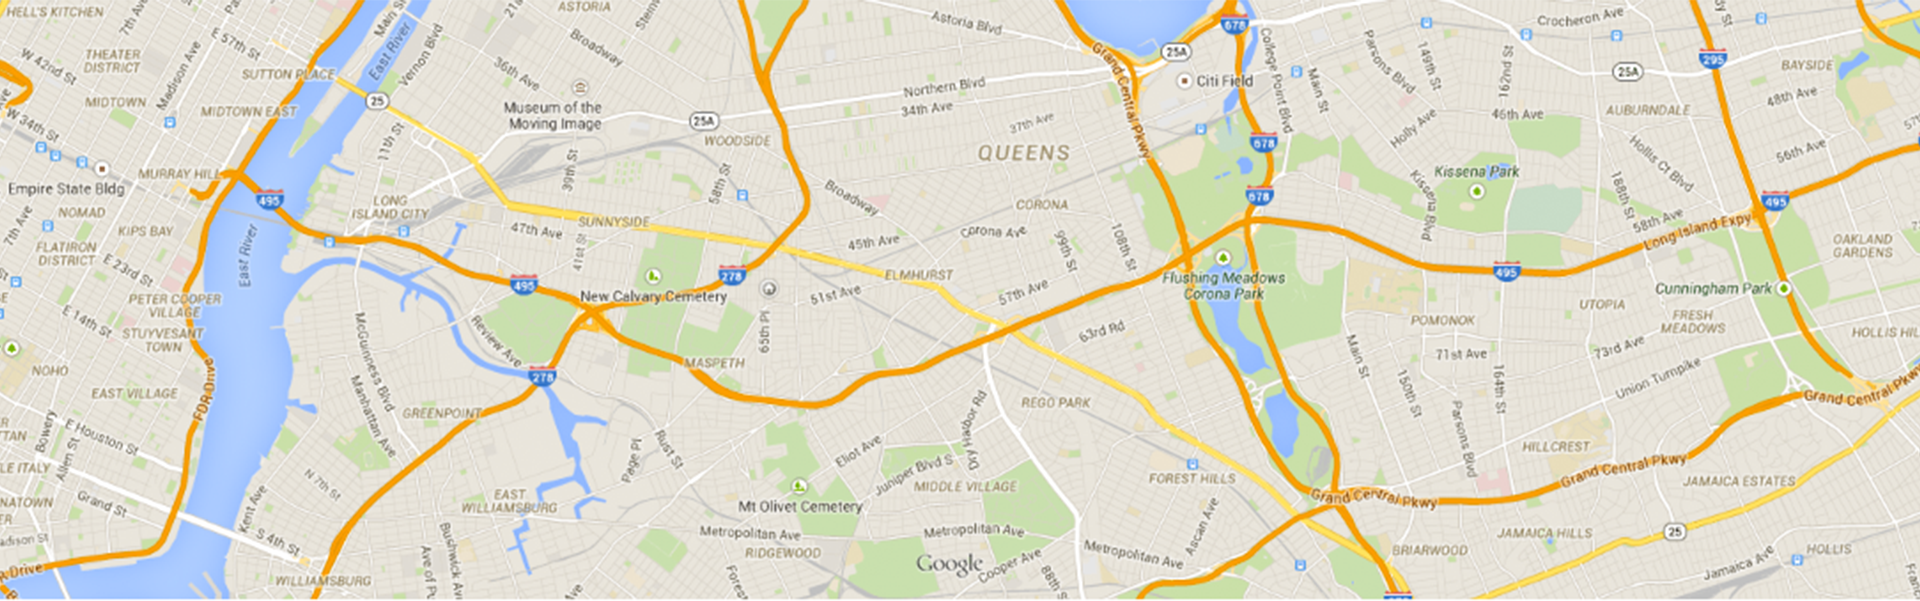 HELL'S KITCHEN
7th Ave
E 57th St
Main St
East River
Vernon Blvd
ASTORIA
Broadway
Astoria Blvd
Grand Central Pkwy
25A
678
College Point Blvd
Crocheron Ave
Parsons Blvd
149th St
162nd St
25A
295
BAYSIDE
W 42nd St
THEATER
DISTRICT
Madison Ave
SUTTON PLACE
36th Ave
Northern Blvd
34th Ave
Citi Field
Main St
48th Ave
MIDTOWN
MIDTOWN EAST
25
Museum of the
Moving Image
25A
WOODSIDE
37th Ave
QUEENS
Holly Ave
46th Ave
AUBURNDALE
Hollis Ct Blvd
56th Ave
W 34th St
11th St
678
MURRAY HILL
Empire State Bldg
39th St
58th St
Kissena Park
Kissena Blvd
188th St
495
LONG
ISLAND CITY
Broadway
678
495
7th Ave
NOMAD
KIPS BAY
SUNNYSIDE
CORONA
58th Ave
Long Island Expy
FLATIRON
DISTRICT
East River
47th Ave
41st St
45th Ave
Corona Ave
99th St
108th St
OAKLAND
GARDENS
E 23rd St
495
278
ELMHURST
Flushing Meadows
Corona Park
495
Cunningham Park
PETER COOPER
VILLAGE
New Calvary Cemetery
51st Ave
57th Ave
UTOPIA
E 14th St
STUYVESANT
TOWN
McGuinness Blvd
Review Ave
65th Pl
63rd Rd
POMONOK
FRESH
MEADOWS
HOLLIS HIL
NOHO
FDR Drive
Manhattan Ave
278
MASPETH
Main St
71st Ave
73rd Ave
Union Turnpike
EAST VILLAGE
GREENPOINT
Dry Harbor Rd
REGO PARK
150th St
Parsons Blvd
164th St
Grand Central Pkwy
Bowery
Allen St
E Houston St
Page Pl
Rust St
Eliot Ave
Juniper Blvd S
HILLCREST
LE ITALY
N 7th St
Mt Olivet Cemetery
MIDDLE VILLAGE
FOREST HILLS
Grand Central Pkwy
Grand Central Pkwy
JAMAICA ESTATES
NATOWN
Grand St
Kent Ave
EAST
WILLIAMSBURG
Metropolitan Ave
Metropolitan Ave
Ascan Ave
JAMAICA HILLS
25
adison St
S 4th St
Bushwick Ave
RIDGEWOOD
Google
Cooper Ave
Metropolitan Ave
BRIARWOOD
HOLLIS
R Drive
WILLIAMSBURG
88th S
Jamaica Ave